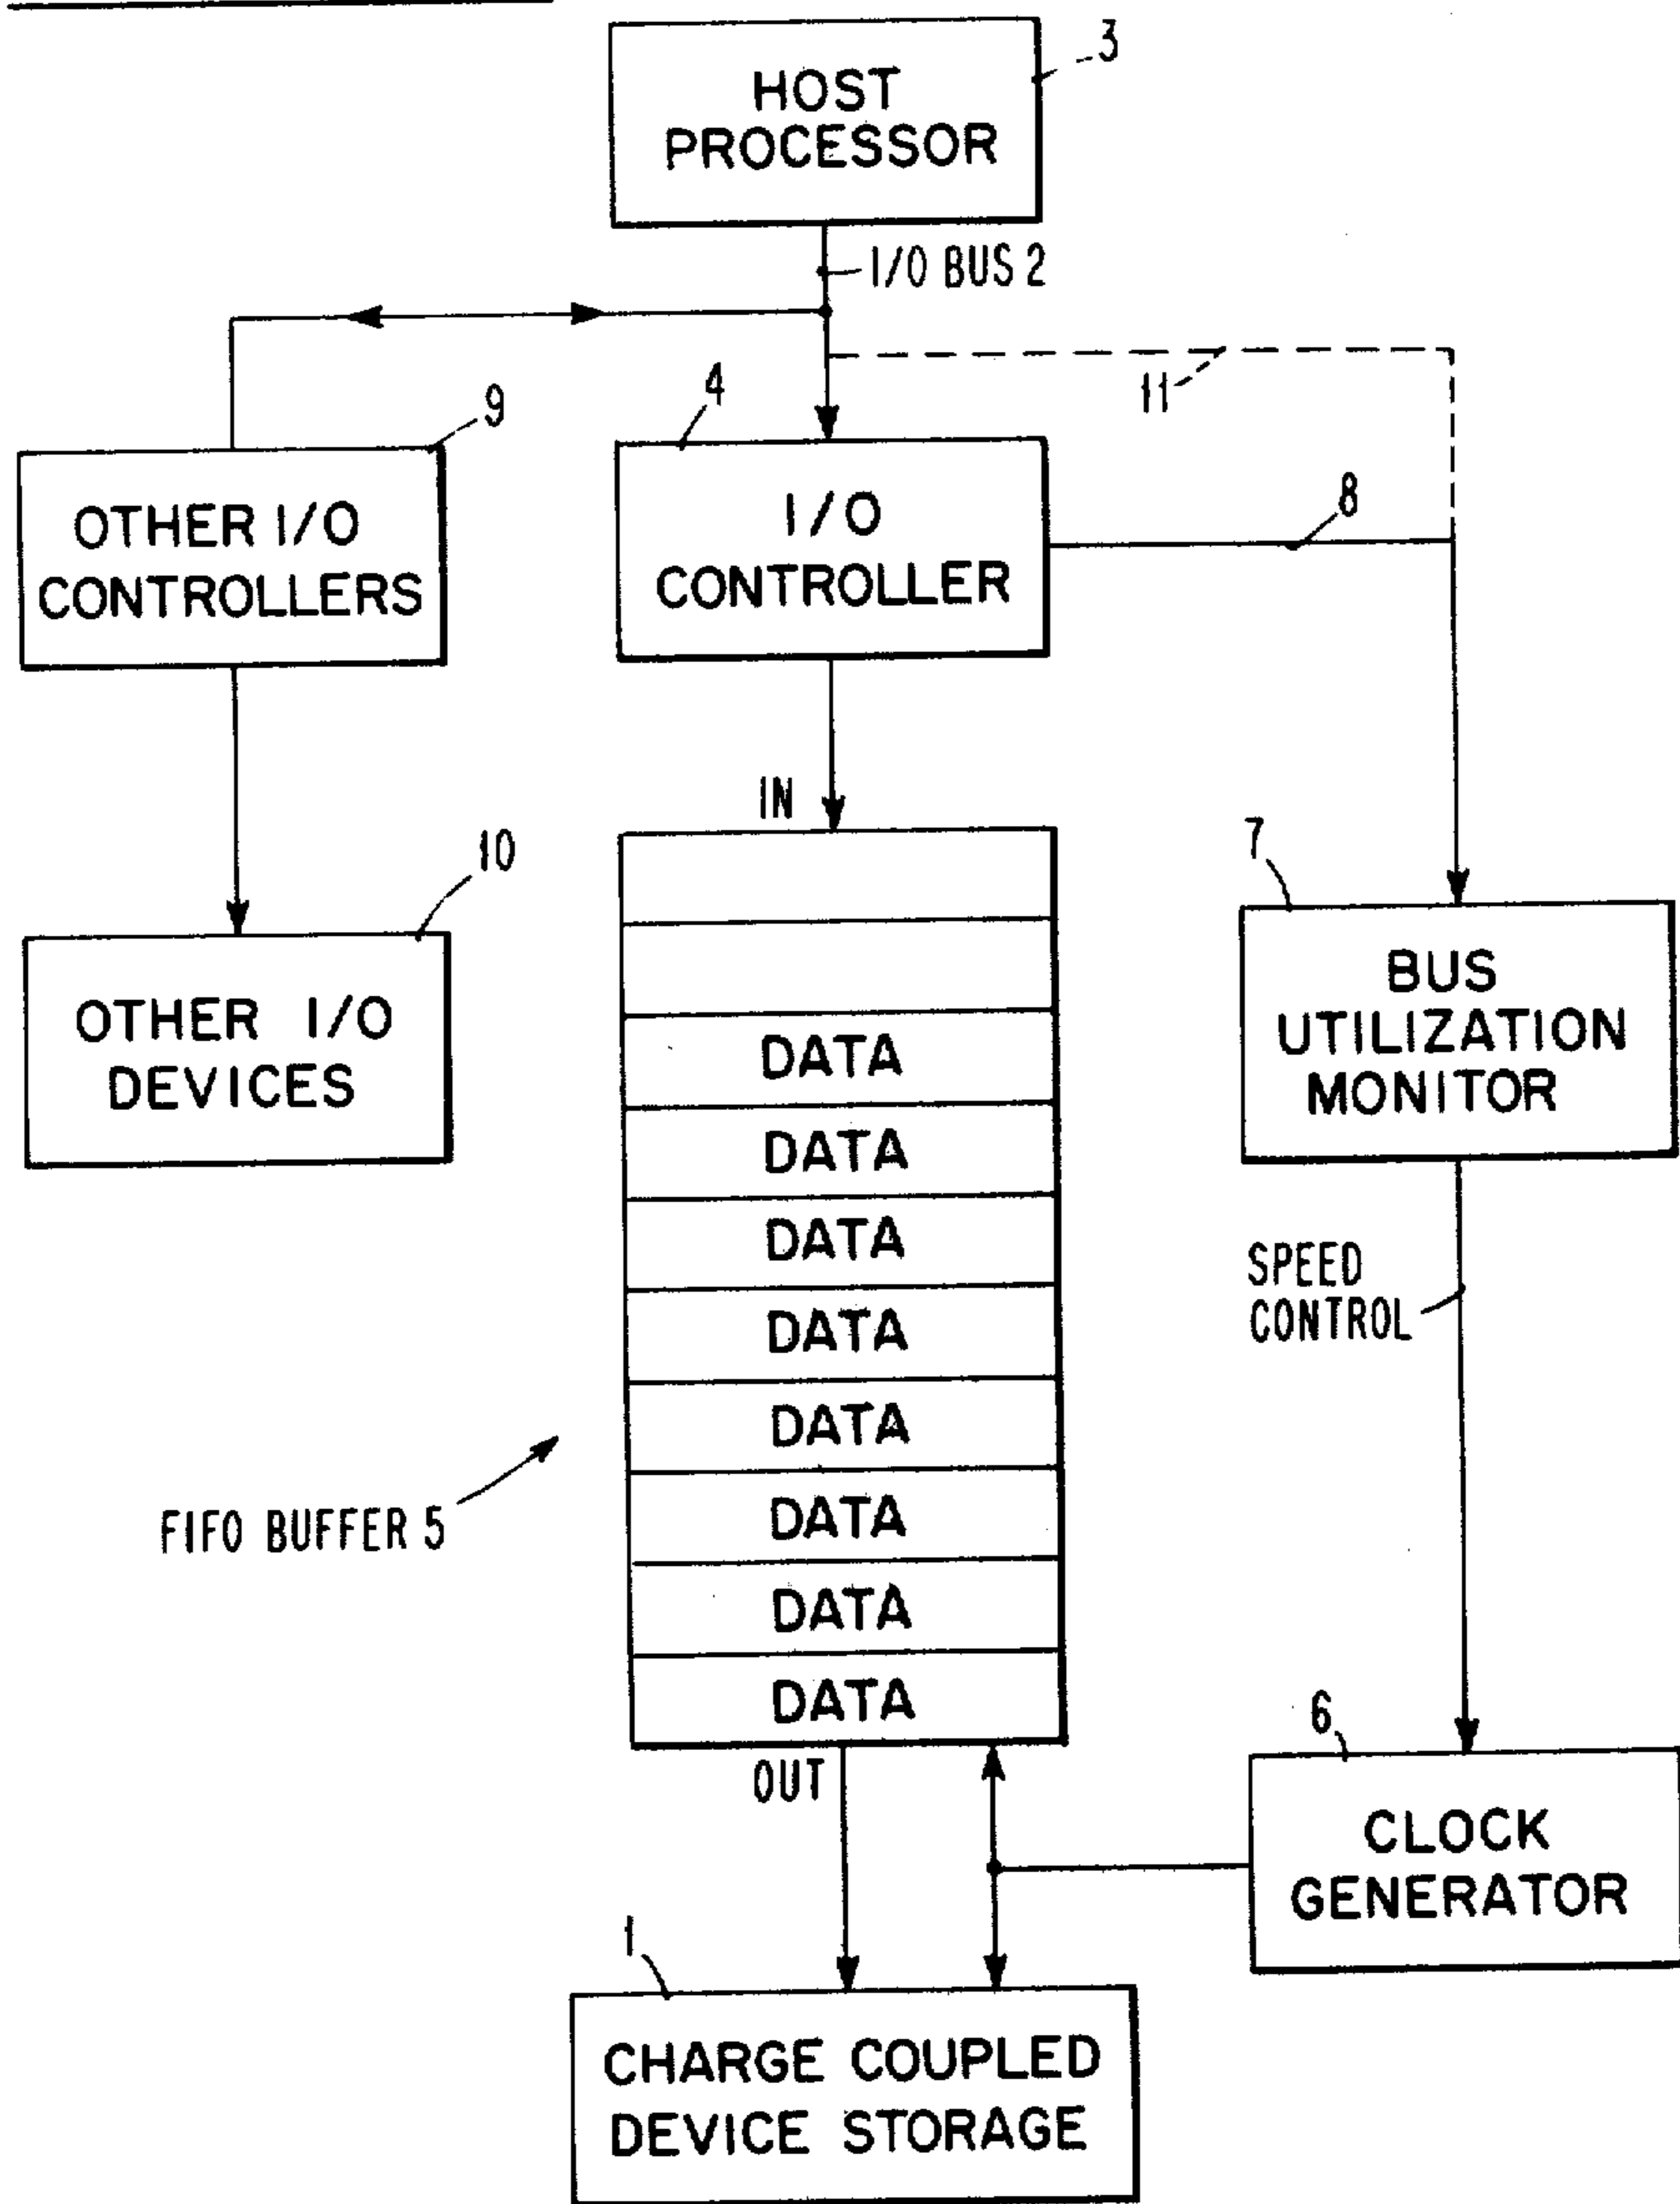 3
HOST
PROCESSOR
I/O BUS 2
11
9
4
8
OTHER I/O
CONTROLLERS
I/O
CONTROLLER
IN
10
7
OTHER I/O
DEVICES
BUS
UTILIZATION
MONITOR
DATA
DATA
DATA
DATA
DATA
DATA
DATA
DATA
SPEED
CONTROL
FIFO BUFFER 5
OUT
6
CLOCK
GENERATOR
1
CHARGE COUPLED
DEVICE STORAGE